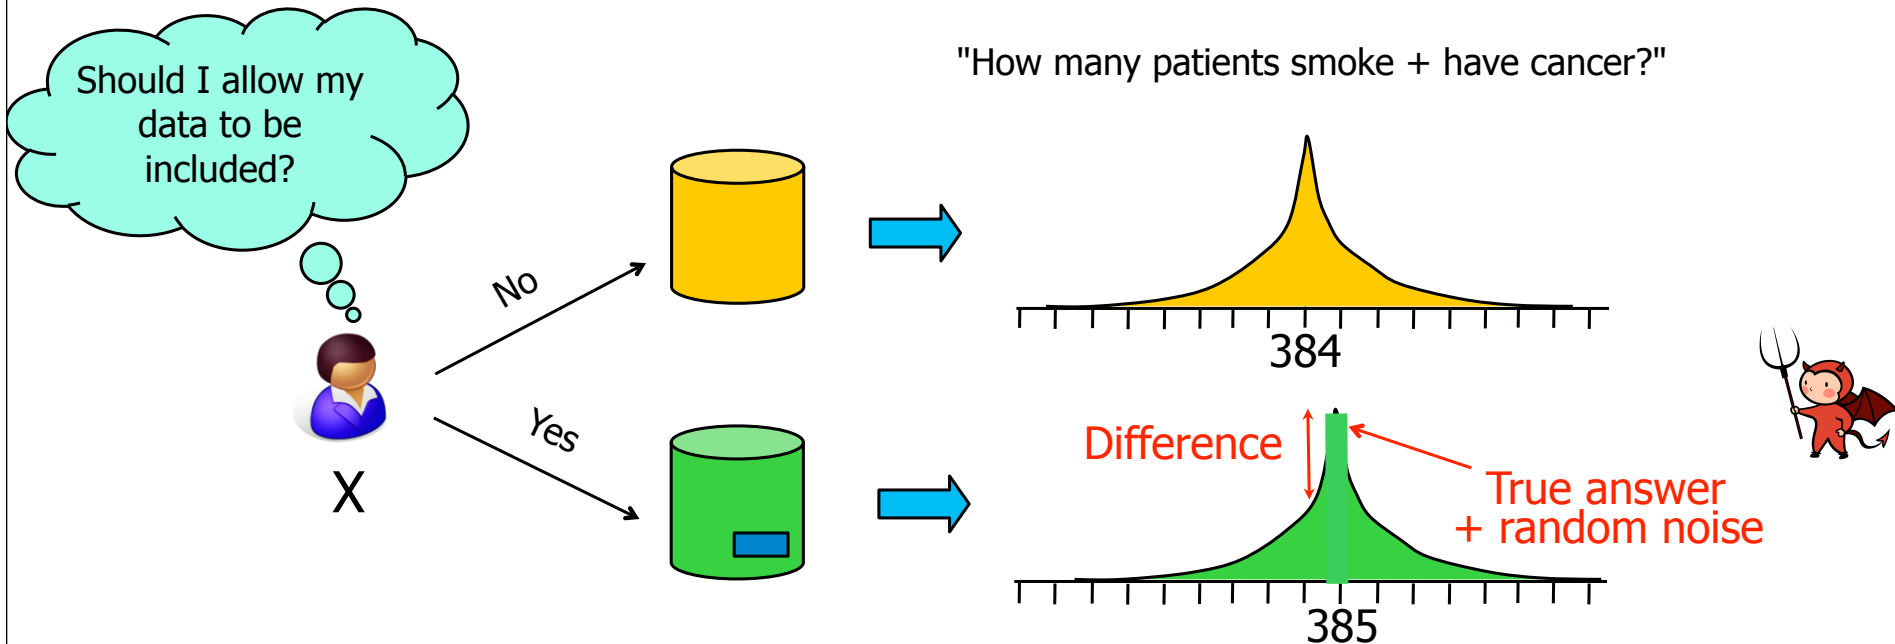 Should I allow my
data to be
included?
"How many patients smoke + have cancer?"
No
384
Yes
X
Difference
True answer
+ random noise
385